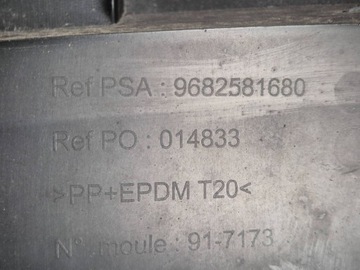 Ref PSA : 9682581680
Ref PO : 014833
>PP+EPDM T20<
N° moule : 91-7173